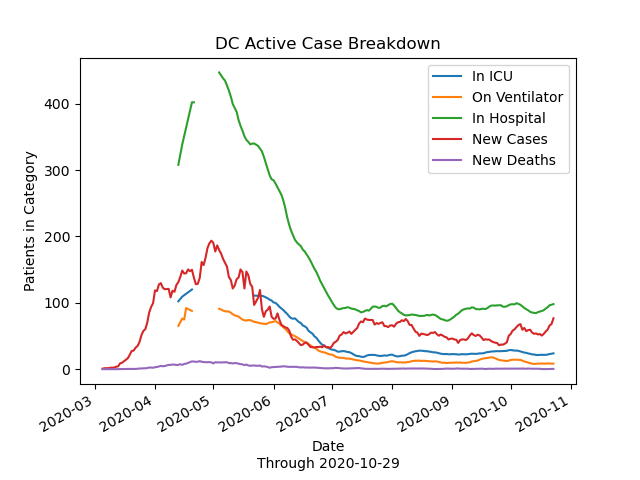 DC Active Case Breakdown
In ICU
On Ventilator
In Hospital
New Cases
New Deaths
Patients in Category
400
300
200
100
0
2020-03
2020-04
2020-05
2020-06
2020-07
2020-08
2020-09
2020-10
2020-11
Date
Through 2020-10-29